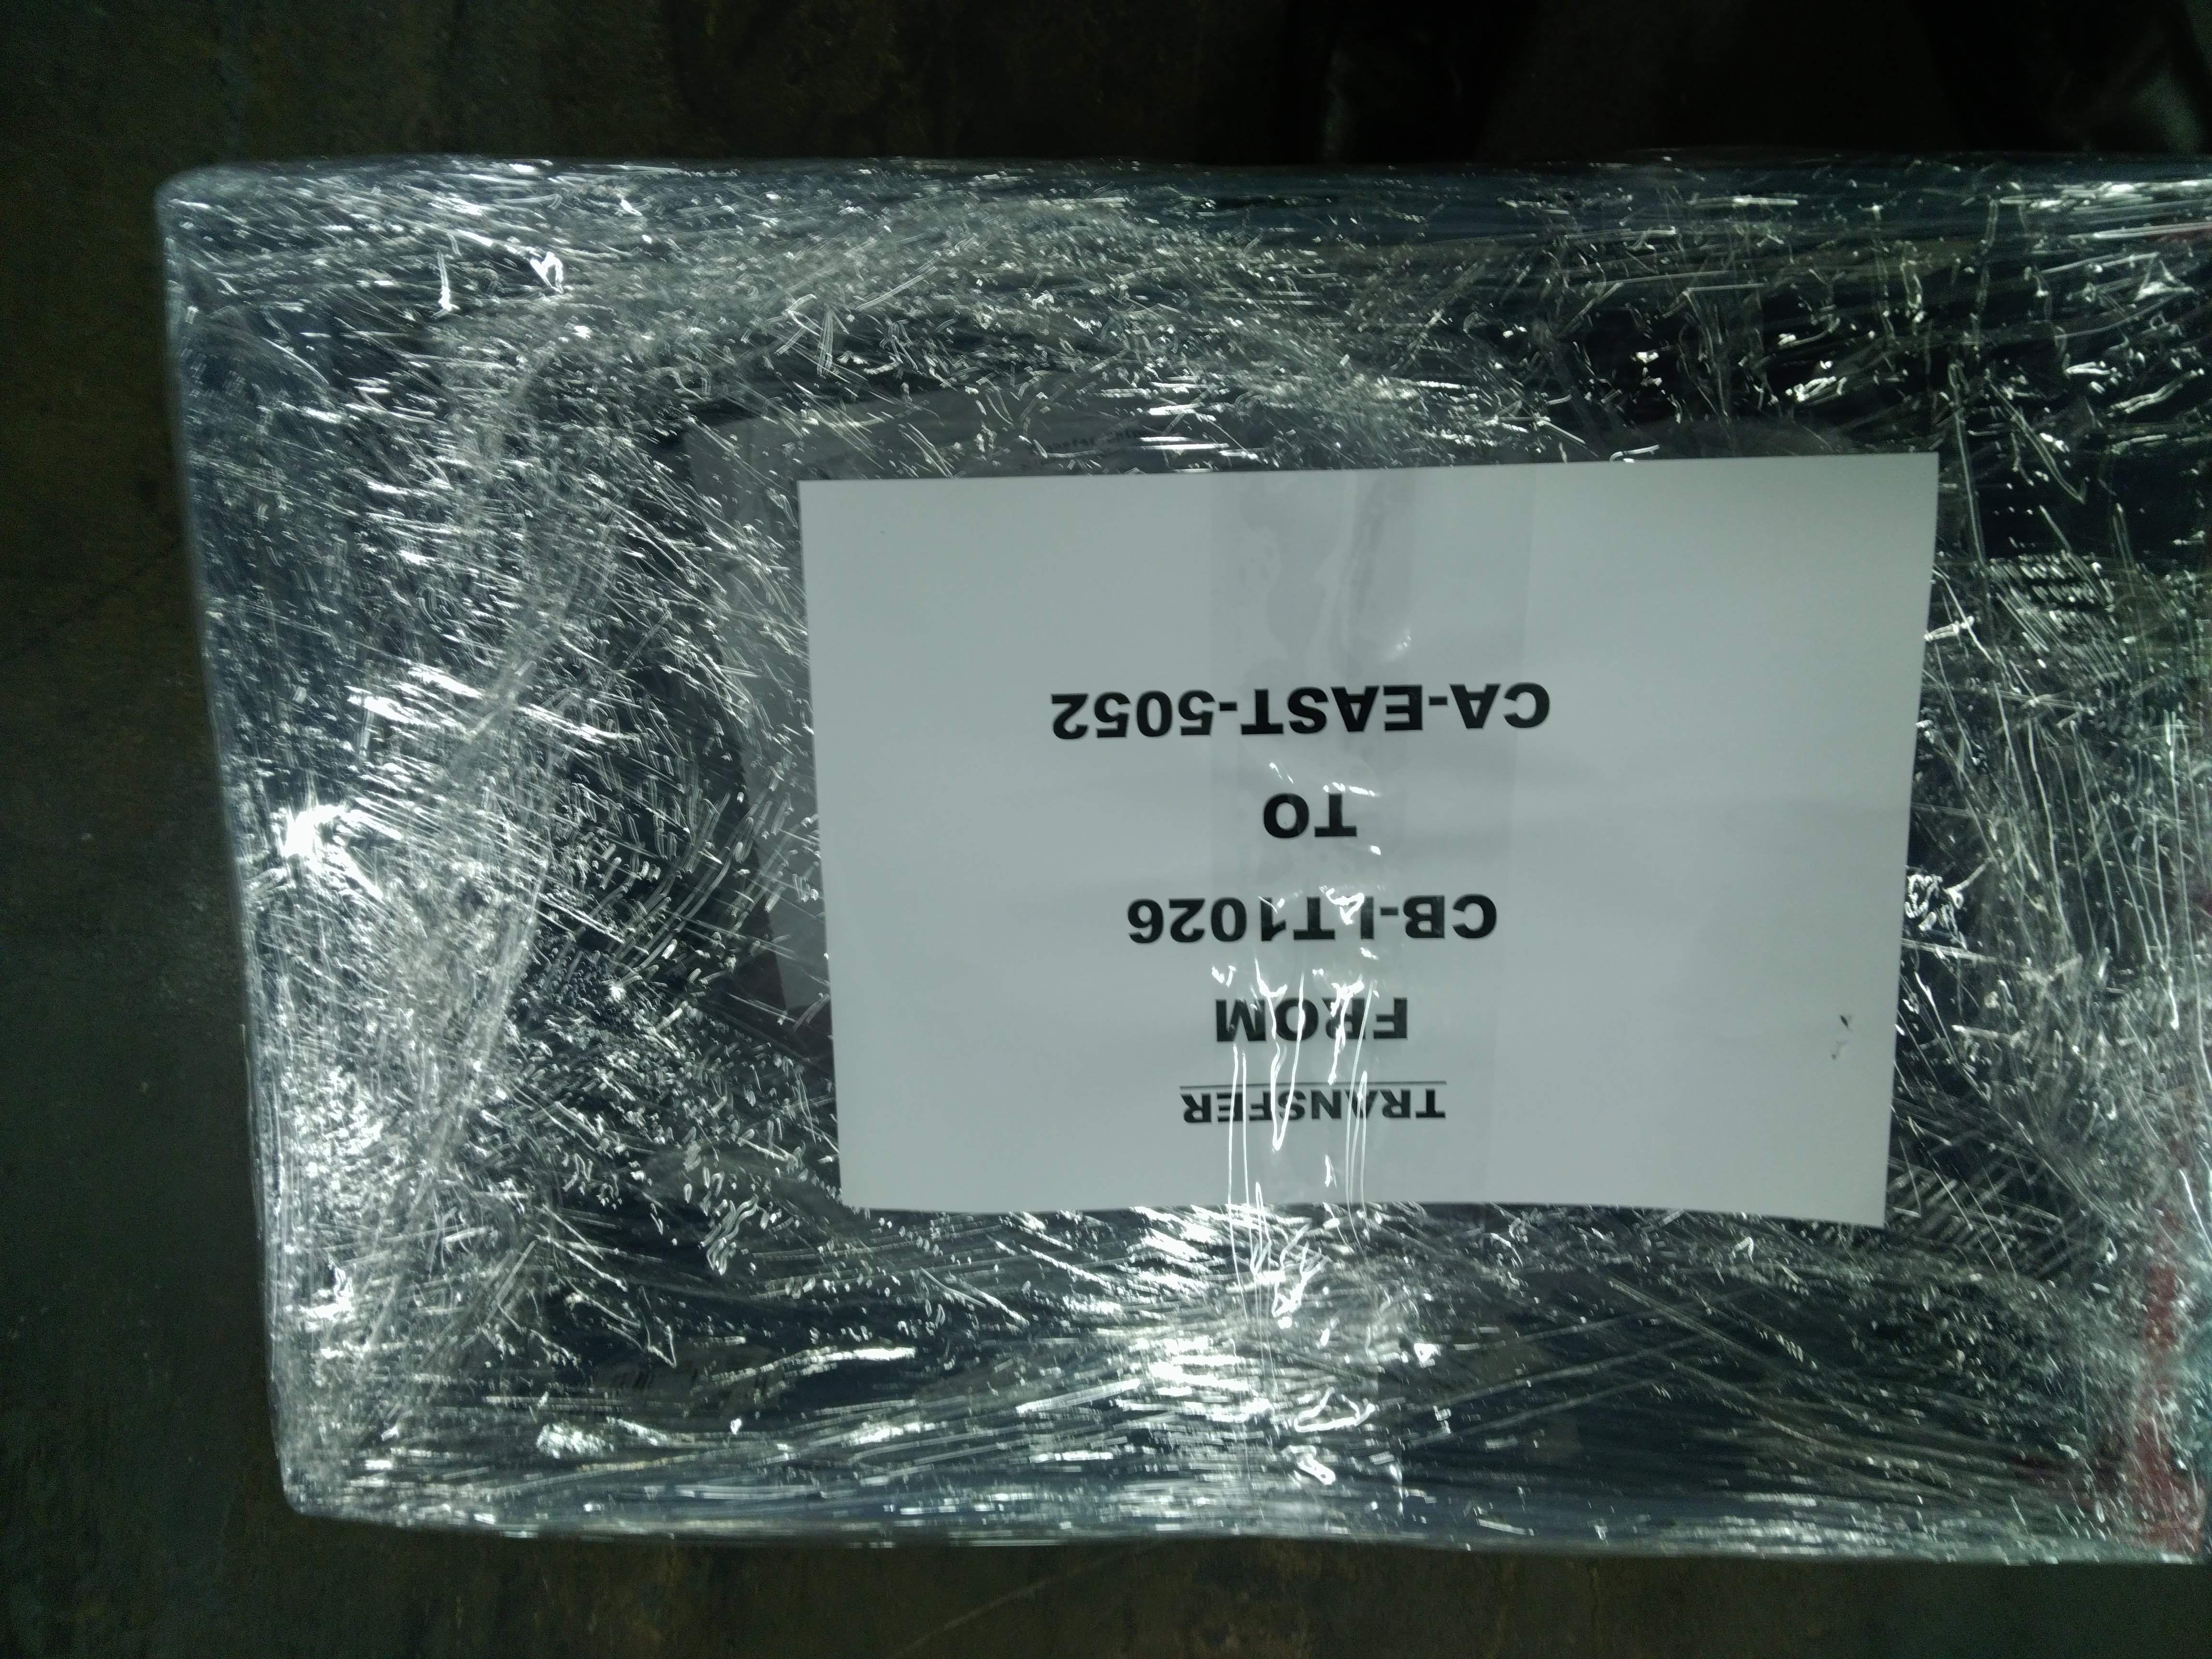 TRANSFER
FROM
CB-LT1026
TO
CA-EAST-5052